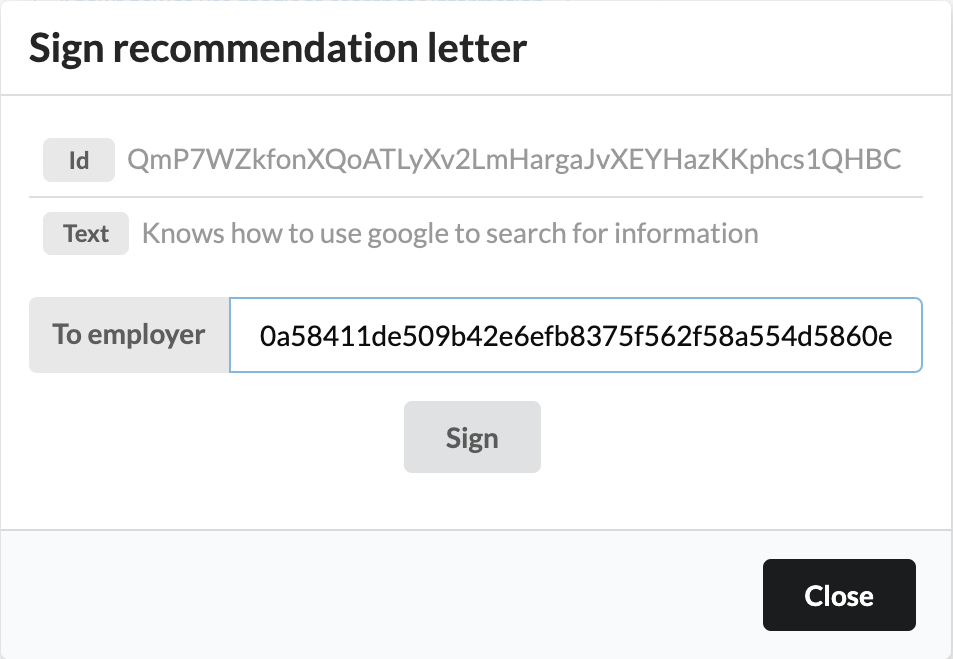 Sign recommendation letter
Id QmP7WZkfonXQoATLyXv2LmHargaJvXEYHazKKphcs1QHBC
Text Knows how to use google to search for information
To employer 0a58411de509b42e6efb8375f562f58a554d5860e
Sign
Close